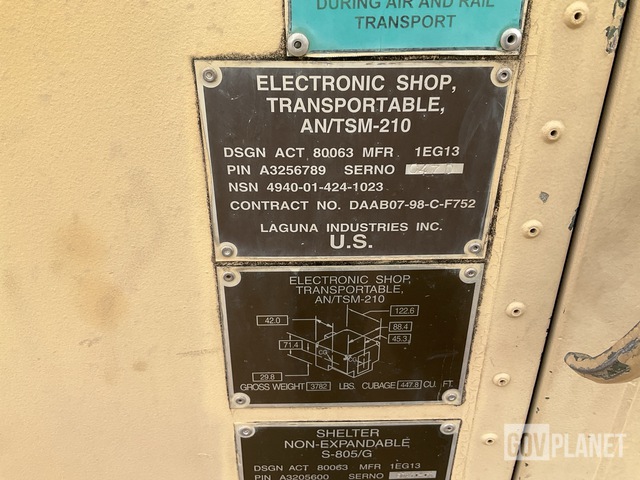 DURING AIR AND RAIL
TRANSPORT
ELECTRONIC SHOP,
TRANSPORTABLE,
AN/TSM-210
DSGN ACT 80063 MFR 1EG13
PIN A3256789 SERNO
NSN 4940-01-424-1023
CONTRACT NO. DAAB07-98-C-F752
LAGUNA INDUSTRIES INC.
U.S.
ELECTRONIC SHOP,
TRANSPORTABLE,
AN/TSM-210
122.6
42.0
88.4
45.3
71.4
29.8
GROSS WEIGHT 3782 LBS. CUBAGE 447.8 CU. FT.
SHELTER
NON-EXPANDABLE
S-805/G
DSGN ACT 80063 MFR 1EG13
PIN A3205600 SERNO
GOVPLANET